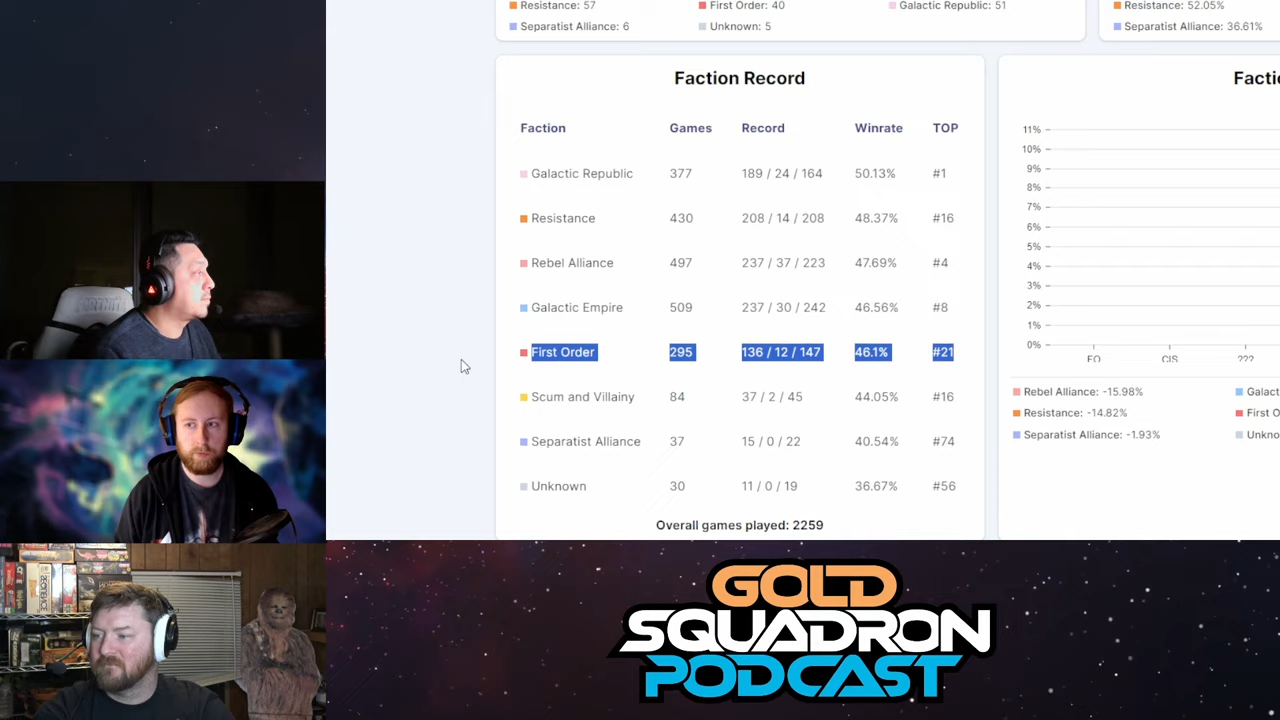 Resistance: 57 First Order: 40 Galactic Republic: 51
Separatist Alliance: 6 Unknown: 5
Resistance: 52.05%
Separatist Alliance: 36.61%
Faction Record
Faction Games Record Winrate TOP
Galactic Republic 377 189 / 24 / 164 50.13% #1
Resistance 430 208 / 14 / 208 48.37% #16
Rebel Alliance 497 237 / 37 / 223 47.69% #4
Galactic Empire 509 237 / 30 / 242 46.56% #8
First Order 295 136 / 12 / 147 46.1% #21
Scum and Villainy 84 37 / 2 / 45 44.05% #16
Separatist Alliance 37 15 / 0 / 22 40.54% #74
Unknown 30 11 / 0 / 19 36.67% #56
Overall games played: 2259
Facti
11%
10%
9%
8%
7%
6%
5%
4%
3%
2%
1%
0%
FO CIS ???
Rebel Alliance: -15.98% Galact
Resistance: -14.82% First O
Separatist Alliance: -1.93% Unkno
GOLD
SQUADRON
PODCAST